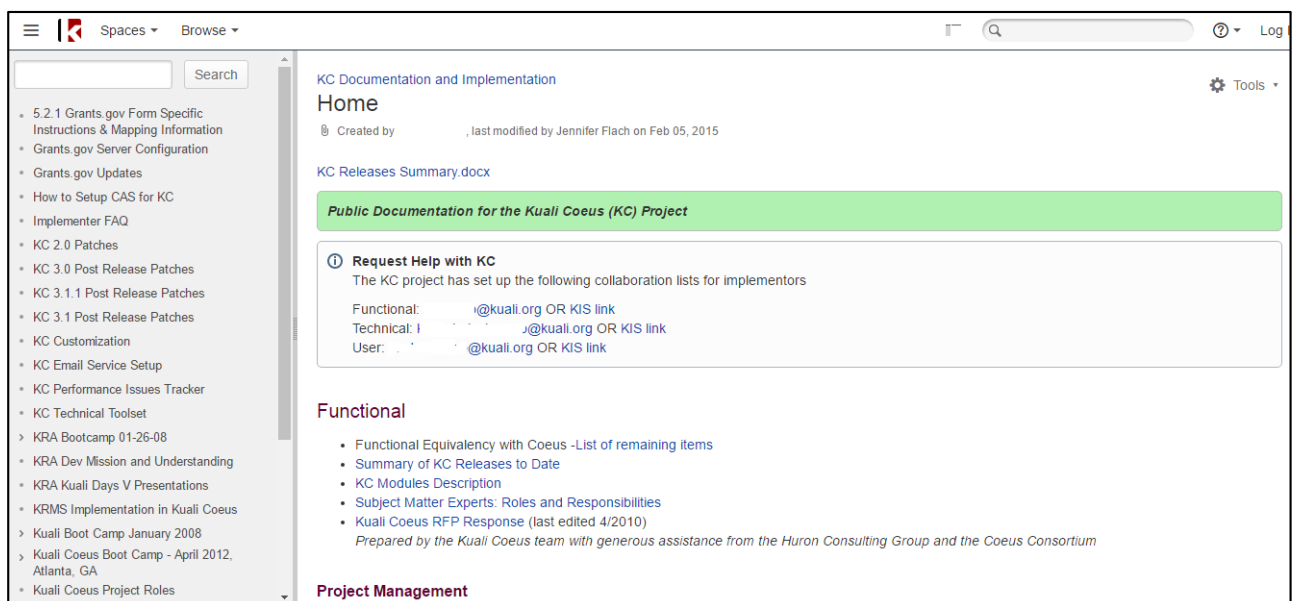 Spaces Browse Log
Search
5.2.1 Grants.gov Form Specific
Instructions & Mapping Information
Grants.gov Server Configuration
Grants.gov Updates
How to Setup CAS for KC
Implementer FAQ
KC 2.0 Patches
KC 3.0 Post Release Patches
KC 3.1.1 Post Release Patches
KC 3.1 Post Release Patches
KC Customization
KC Email Service Setup
KC Performance Issues Tracker
KC Technical Toolset
KRA Bootcamp 01-26-08
KRA Dev Mission and Understanding
KRA Kuali Days V Presentations
KRMS Implementation in Kuali Coeus
Kuali Boot Camp January 2008
Kuali Coeus Boot Camp - April 2012,
Atlanta, GA
Kuali Coeus Project Roles
KC Documentation and Implementation
Tools
Home
Created by , last modified by Jennifer Flach on Feb 05, 2015
KC Releases Summary.docx
Public Documentation for the Kuali Coeus (KC) Project
Request Help with KC
The KC project has set up the following collaboration lists for implementors
Functional: @kuali.org OR KIS link
Technical: @kuali.org OR KIS link
User: @kuali.org OR KIS link
Functional
• Functional Equivalency with Coeus -List of remaining items
• Summary of KC Releases to Date
• KC Modules Description
• Subject Matter Experts: Roles and Responsibilities
• Kuali Coeus RFP Response (last edited 4/2010)
Prepared by the Kuali Coeus team with generous assistance from the Huron Consulting Group and the Coeus Consortium
Project Management